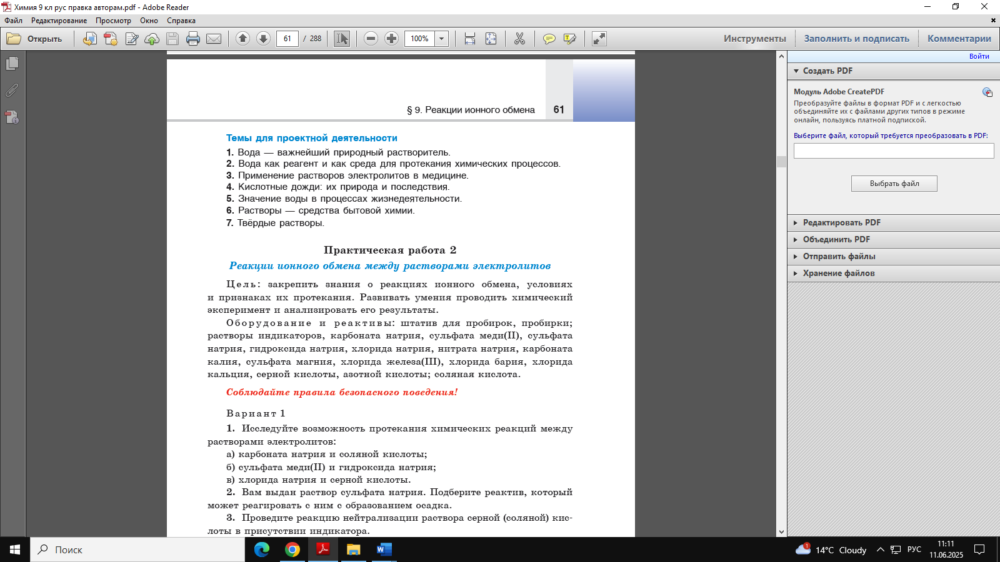 Химия 9 кл рус правка авторам.pdf - Adobe Reader
Файл Редактирование Просмотр Окно Справка
Открыть 61 / 288 100% Инструменты Заполнить и подписать Комментарии
Войти
Создать PDF
Модуль Adobe CreatePDF
Преобразуйте файлы в формат PDF и с легкостью
объединяйте их с файлами других типов в режиме
онлайн, пользуясь платной подпиской.
Выберите файл, который требуется преобразовать в PDF:
Выбрать файл
Редактировать PDF
Объединить PDF
Отправить файлы
Хранение файлов
§ 9. Реакции ионного обмена 61
Темы для проектной деятельности
1. Вода — важнейший природный растворитель.
2. Вода как реагент и как среда для протекания химических процессов.
3. Применение растворов электролитов в медицине.
4. Кислотные дожди: их природа и последствия.
5. Значение воды в процессах жизнедеятельности.
6. Растворы — средства бытовой химии.
7. Твёрдые растворы.
Практическая работа 2
Реакции ионного обмена между растворами электролитов
Цель: закрепить знания о реакциях ионного обмена, условиях
и признаках их протекания. Развивать умения проводить химический
эксперимент и анализировать его результаты.
Оборудование и реактивы: штатив для пробирок, пробирки;
растворы индикаторов, карбоната натрия, сульфата меди(II), сульфата
натрия, гидроксида натрия, хлорида натрия, нитрата натрия, карбоната
калия, сульфата магния, хлорида железа(III), хлорида бария, хлорида
кальция, серной кислоты, азотной кислоты; соляная кислота.
Соблюдайте правила безопасного поведения!
Вариант 1
1. Исследуйте возможность протекания химических реакций между
растворами электролитов:
а) карбоната натрия и соляной кислоты;
б) сульфата меди(II) и гидроксида натрия;
в) хлорида натрия и серной кислоты.
2. Вам выдан раствор сульфата натрия. Подберите реактив, который
может реагировать с ним с образованием осадка.
3. Проведите реакцию нейтрализации раствора серной (соляной) кис-
лоты в присутствии индикатора.
Поиск
1 14°C Cloudy РУС 11:11
11.06.2025